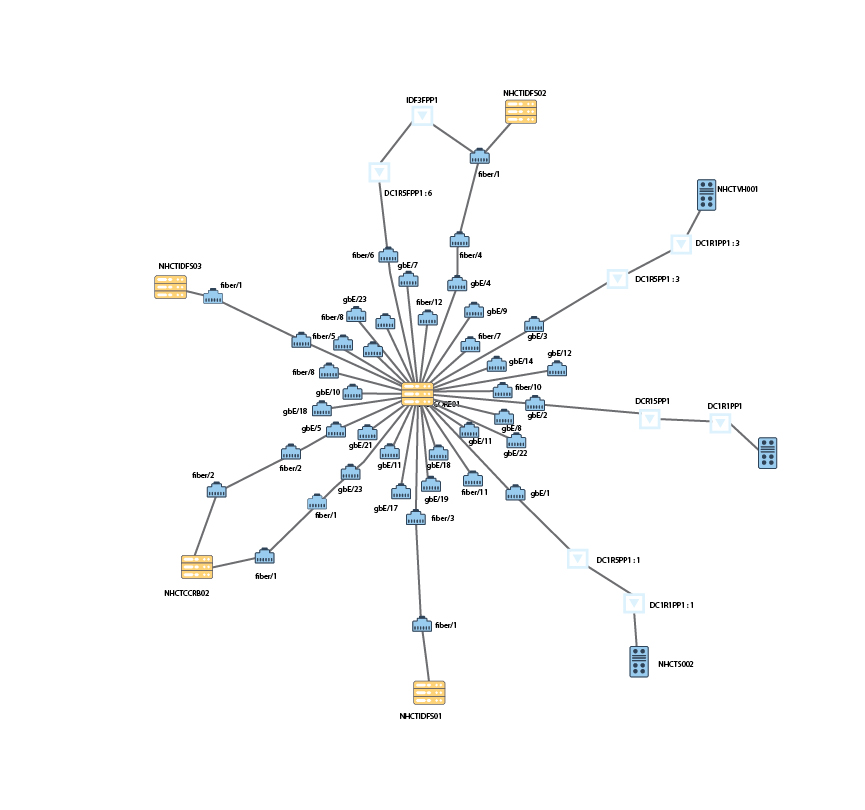 NHCTIDFS02
IDF3FPP1
fiber/1
NHCTVH001
DC1R5FPP1 : 6
DC1R1PP1 : 3
fiber/6
fiber/4
gbE/7
NHCTIDFS03
DC1R5PP1 : 3
fiber/1
gbE/4
gbE/23
fiber/12
gbE/9
fiber/8
fiber/5
fiber/7
gbE/3
gbE/12
gbE/14
fiber/8
fiber/10
gbE/10
DCR15PP1
DC1R1PP1
gbE/18
gbE/2
gbE/5
gbE/8
gbE/21
gbE/11
gbE/22
gbE/11
gbE/18
fiber/2
fiber/2
gbE/23
gbE/19
fiber/11
gbE/1
gbE/17
fiber/1
fiber/3
DC1R5PP1 : 1
fiber/1
NHCTCCRB02
DC1R1PP1 : 1
fiber/1
NHCTS002
NHCTIDFS01